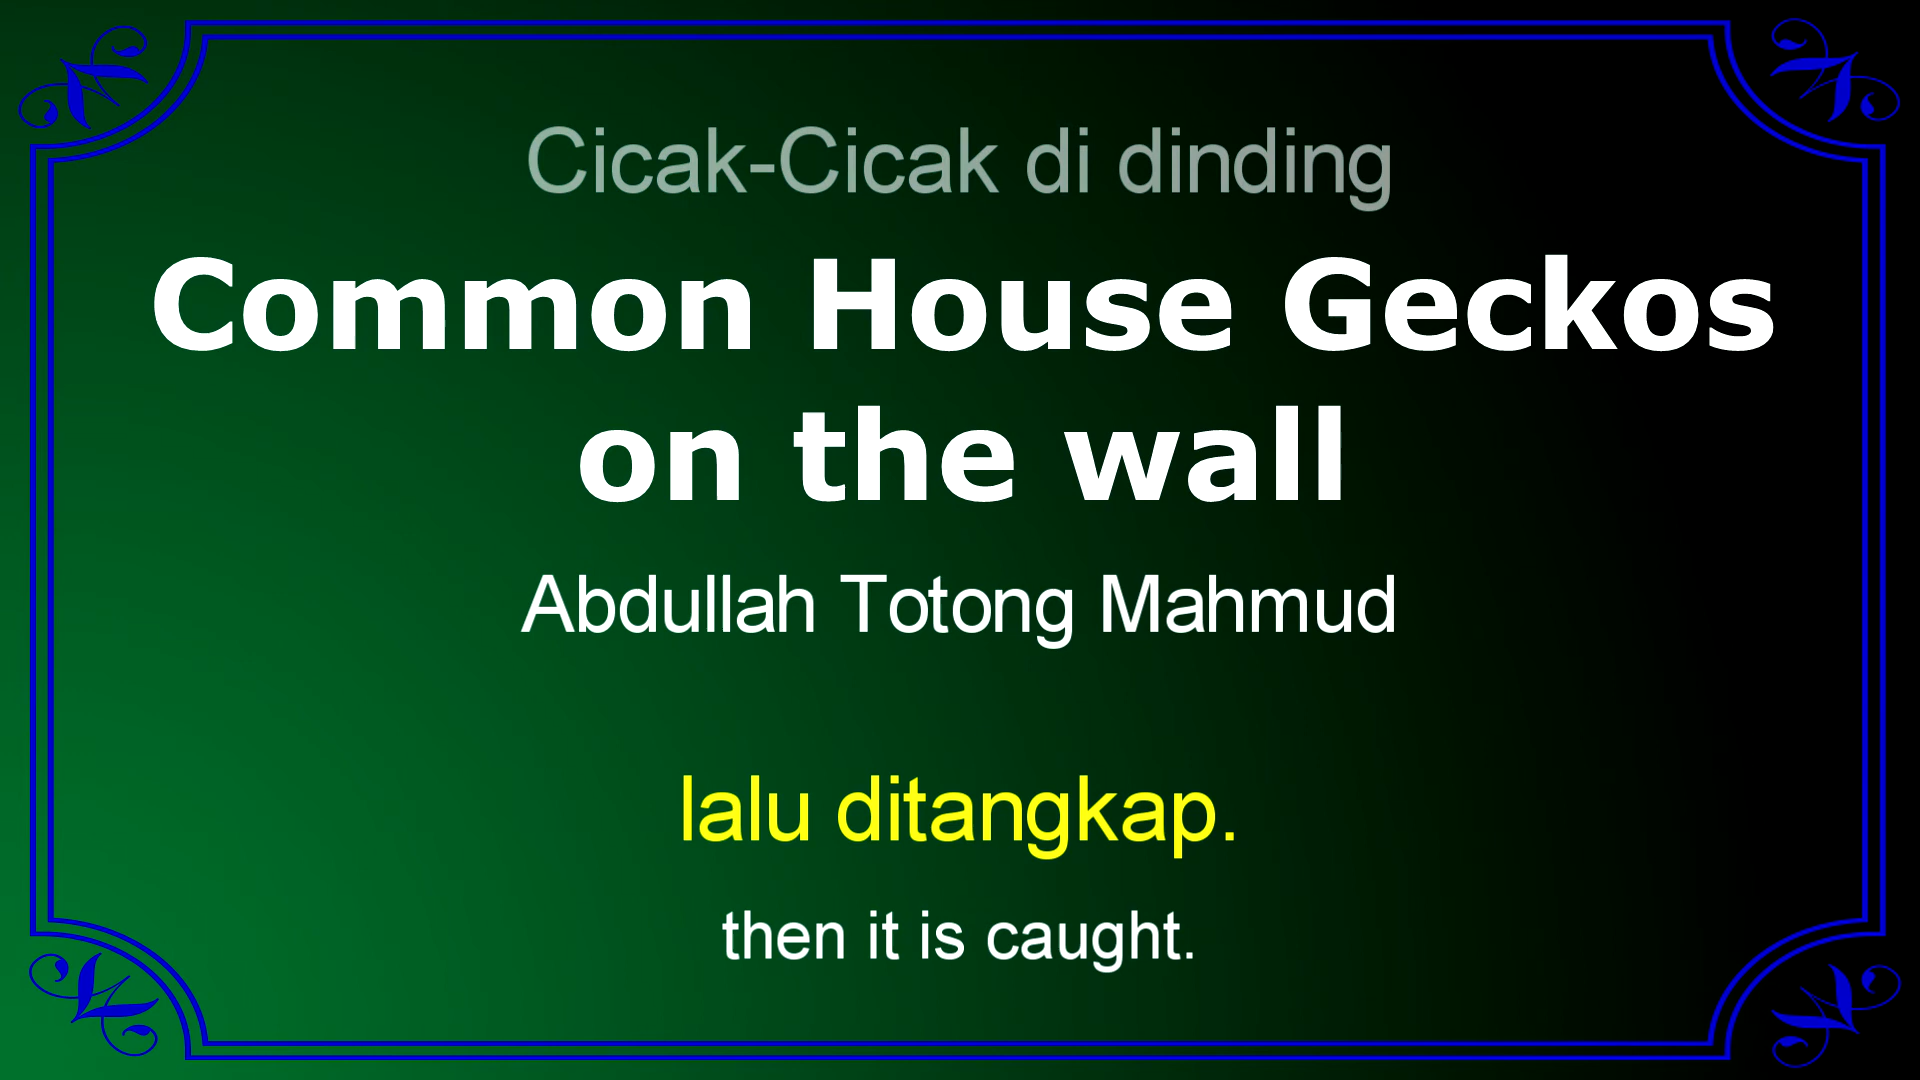 Cicak-Cicak di dinding
Common House Geckos
on the wall
Abdullah Totong Mahmud
lalu ditangkap.
then it is caught.